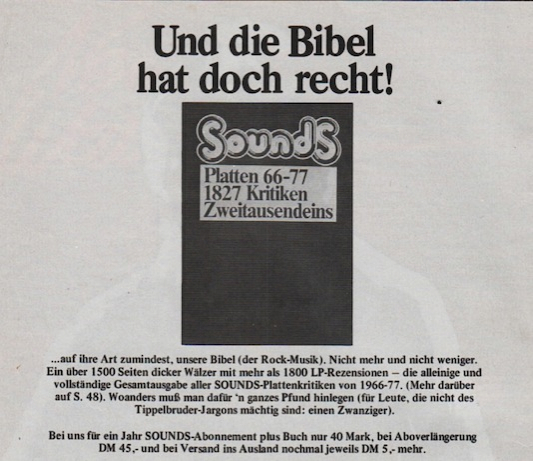 Und die Bibel
hat doch recht!
Sounds
Platten 66-77
1827 Kritiken
Zweitausendeins
...auf ihre Art zumindest, unsere Bibel (der Rock-Musik). Nicht mehr und nicht weniger.
Ein über 1500 Seiten dicker Wälzer mit mehr als 1800 LP-Rezensionen – die alleinige und
vollständige Gesamtausgabe aller SOUNDS-Plattenkritiken von 1966-77. (Mehr darüber
auf S. 48). Woanders muß man dafür 'n ganzes Pfund hinlegen (für Leute, die nicht des
Tippelbruder-Jargons mächtig sind: einen Zwanziger).
Bei uns für ein Jahr SOUNDS-Abonnement plus Buch nur 40 Mark, bei Aboverlängerung
DM 45,- und bei Versand ins Ausland nochmal jeweils DM 5,- mehr.